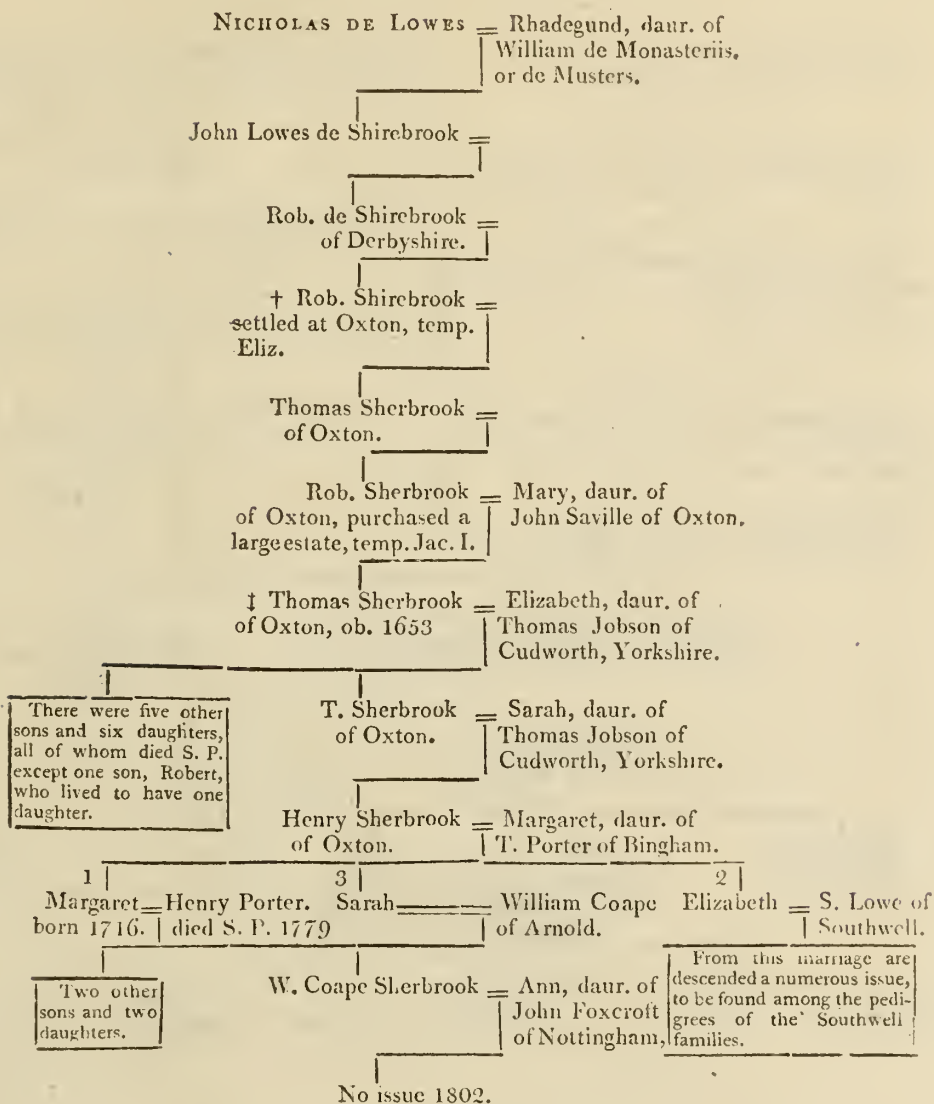 NICHOLAS DE LOWES = Rhadegund, daur. of
William de Monasteriis,
or de Musters.
John Lowes de Shirebrook =
Rob. de Shirebrook =
of Derbyshire.
† Rob. Shirebrook =
settled at Oxton, temp.
Eliz.
Thomas Sherbrook =
of Oxton.
Rob. Sherbrook = Mary, daur. of
of Oxton, purchased a John Saville of Oxton.
large estate, temp. Jac. I.
‡ Thomas Sherbrook = Elizabeth, daur. of
of Oxton, ob. 1653 Thomas Jobson of
Cudworth, Yorkshire.
There were five other
sons and six daughters,
all of whom died S. P.
except one son, Robert,
who lived to have one
daughter.
T. Sherbrook = Sarah, daur. of
of Oxton. Thomas Jobson of
Cudworth, Yorkshire.
Henry Sherbrook = Margaret, daur. of
of Oxton. T. Porter of Bingham.
1 3 2
Margaret = Henry Porter. Sarah = William Coape Elizabeth = S. Lowe of
born 1716. died S. P. 1779 of Arnold. Southwell.
Two other
sons and two
daughters.
W. Coape Sherbrook = Ann, daur. of
John Foxcroft
of Nottingham,
From this marriage are
descended a numerous issue,
to be found among the pedi-
grees of the Southwell
families.
No issue 1802.